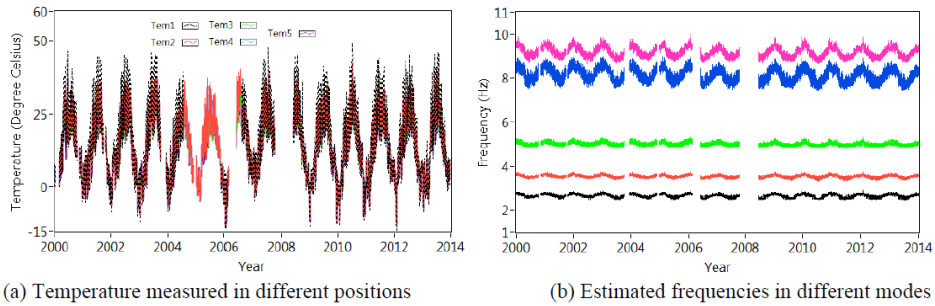 Tem1 Tem3 Tem5
Tem2 Tem4
Temperature (Degree Celsius)
60
50
25
0
-15
2000 2002 2004 2006 2008 2010 2012 2014
Year
(a) Temperature measured in different positions
Frequency (Hz)
11
10
8
6
4
2
1
2000 2002 2004 2006 2008 2010 2012 2014
Year
(b) Estimated frequencies in different modes